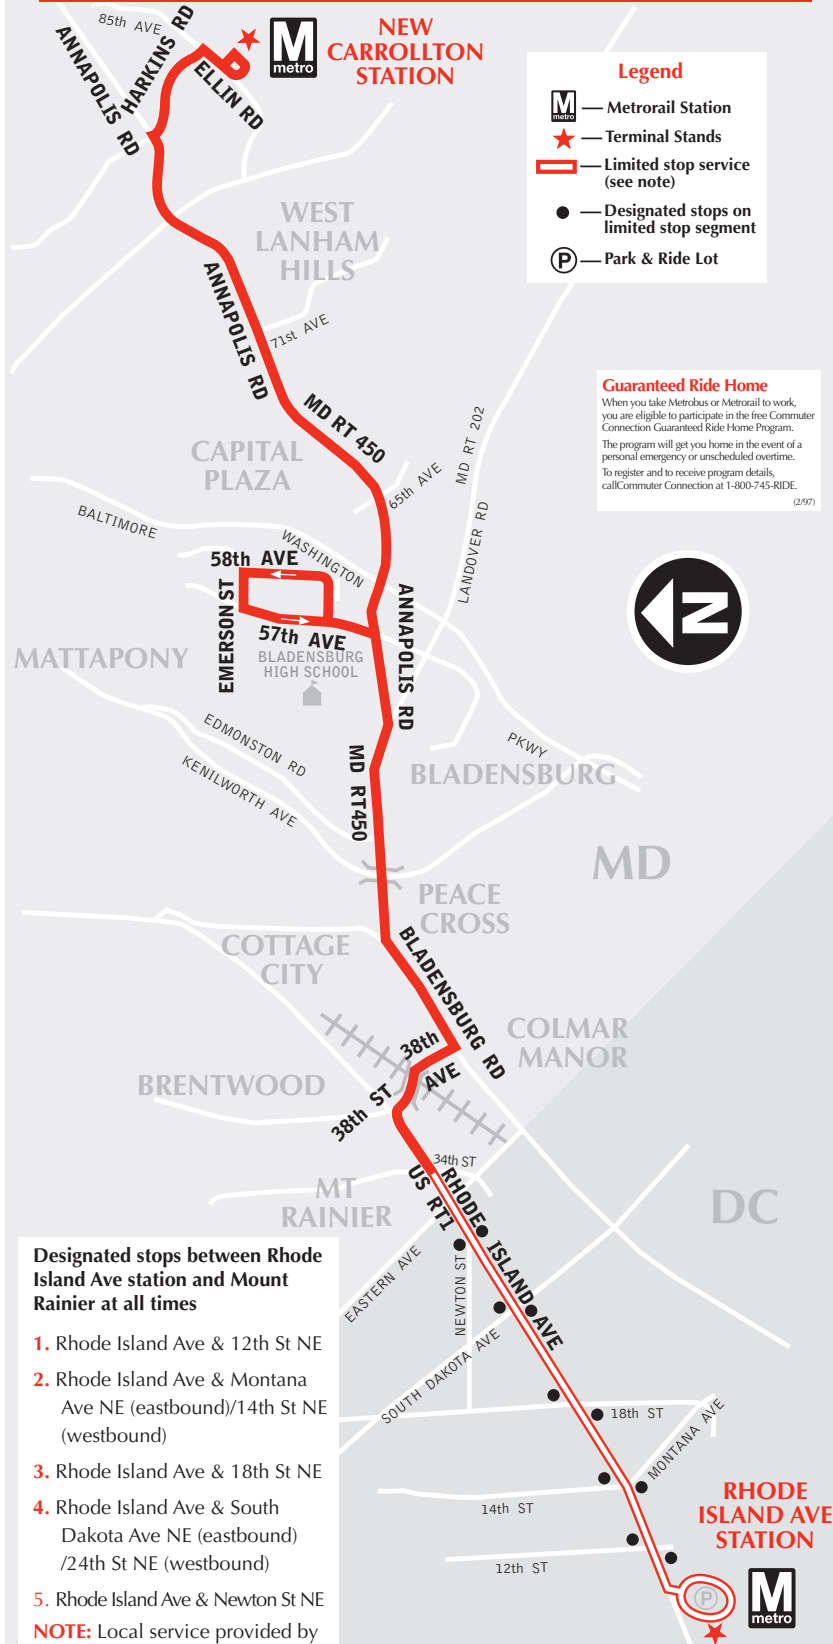 85th AVE
HARKINS RD
ANNAPOLIS RD
ELLIN RD
M
metro
NEW
CARROLLTON
STATION
Legend
M
metro
Metrorail Station
Terminal Stands
Limited stop service
(see note)
Designated stops on
limited stop segment
P
Park & Ride Lot
WEST
LANHAM
HILLS
ANNAPOLIS RD
71st AVE
MD RT 450
Guaranteed Ride Home
When you take Metrobus or Metrorail to work,
you are eligible to participate in the free Commuter
Connection Guaranteed Ride Home Program.
The program will get you home in the event of a
personal emergency or unscheduled overtime.
To register and to receive program details,
callCommuter Connection at 1-800-745-RIDE.
(2/97)
CAPITAL
PLAZA
65th AVE
MD RT 202
LANDOVER RD
BALTIMORE
WASHINGTON
58th AVE
EMERSON ST
57th AVE
ANNAPOLIS RD
N
MATTAPONY
BLADENSBURG
HIGH SCHOOL
EDMONSTON RD
KENILWORTH AVE
MD RT450
PKWY
BLADENSBURG
MD
PEACE
CROSS
COTTAGE
CITY
BLADENSBURG RD
COLMAR
MANOR
38th
AVE
BRENTWOOD
38th ST
34th ST
MT
RAINIER
US RT1
RHODE ISLAND AVE
DC
EASTERN AVE
NEWTON ST
SOUTH DAKOTA AVE
18th ST
MONTANA AVE
14th ST
12th ST
RHODE
ISLAND AVE
STATION
P
M
metro
Designated stops between Rhode
Island Ave station and Mount
Rainier at all times
1. Rhode Island Ave & 12th St NE
2. Rhode Island Ave & Montana
Ave NE (eastbound)/14th St NE
(westbound)
3. Rhode Island Ave & 18th St NE
4. Rhode Island Ave & South
Dakota Ave NE (eastbound)
/24th St NE (westbound)
5. Rhode Island Ave & Newton St NE
NOTE: Local service provided by